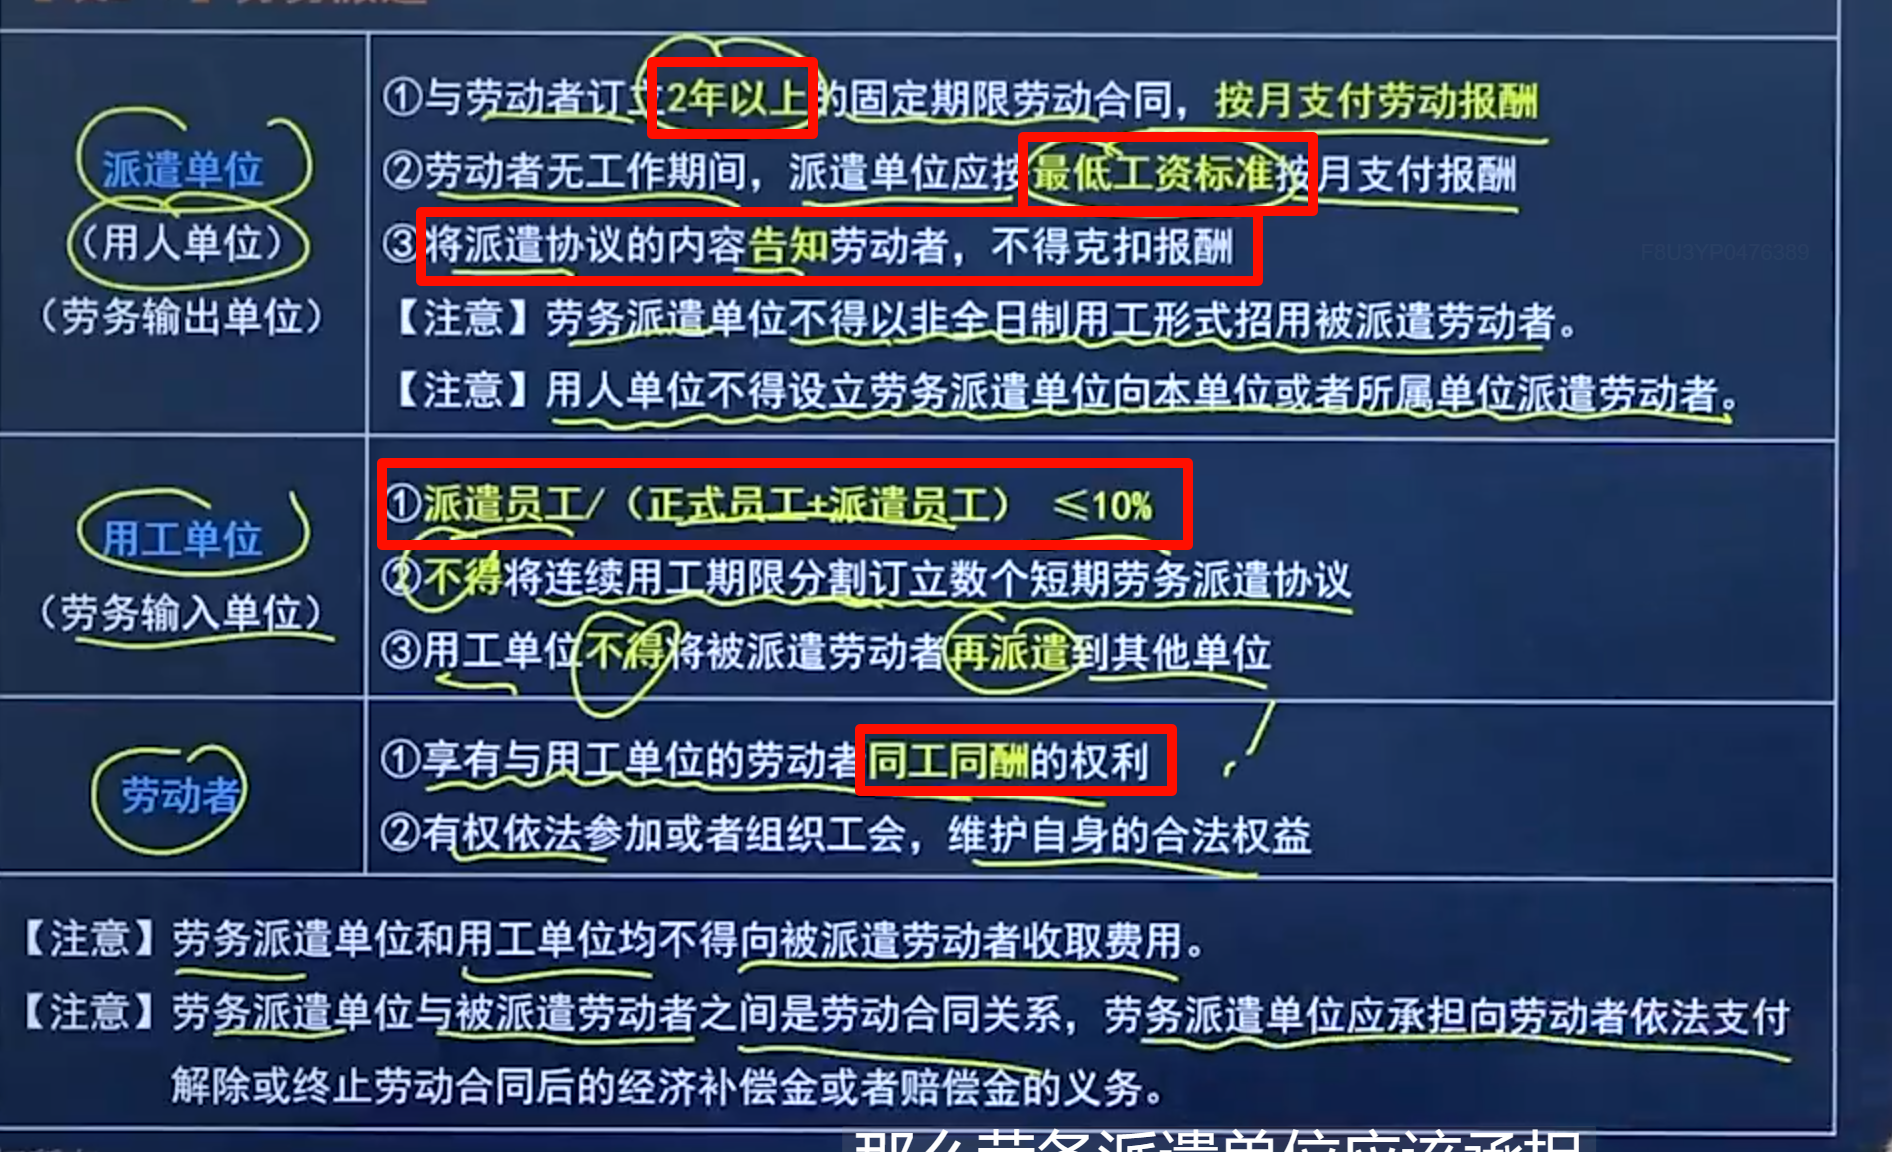 派遣单位
（用人单位）
（劳务输出单位）
①与劳动者订立2年以上的固定期限劳动合同，按月支付劳动报酬
②劳动者无工作期间，派遣单位应按最低工资标准按月支付报酬
③将派遣协议的内容告知劳动者，不得克扣报酬
【注意】劳务派遣单位不得以非全日制用工形式招用被派遣劳动者。
【注意】用人单位不得设立劳务派遣单位向本单位或者所属单位派遣劳动者。
F8U3YP0476389
用工单位
（劳务输入单位）
①派遣员工/（正式员工+派遣员工） ≤10%
②不得将连续用工期限分割订立数个短期劳务派遣协议
③用工单位不得将被派遣劳动者再派遣到其他单位
劳动者
①享有与用工单位的劳动者同工同酬的权利
②有权依法参加或者组织工会，维护自身的合法权益
【注意】劳务派遣单位和用工单位均不得向被派遣劳动者收取费用。
【注意】劳务派遣单位与被派遣劳动者之间是劳动合同关系，劳务派遣单位应承担向劳动者依法支付
解除或终止劳动合同后的经济补偿金或者赔偿金的义务。
那么劳务派遣单位应该承担